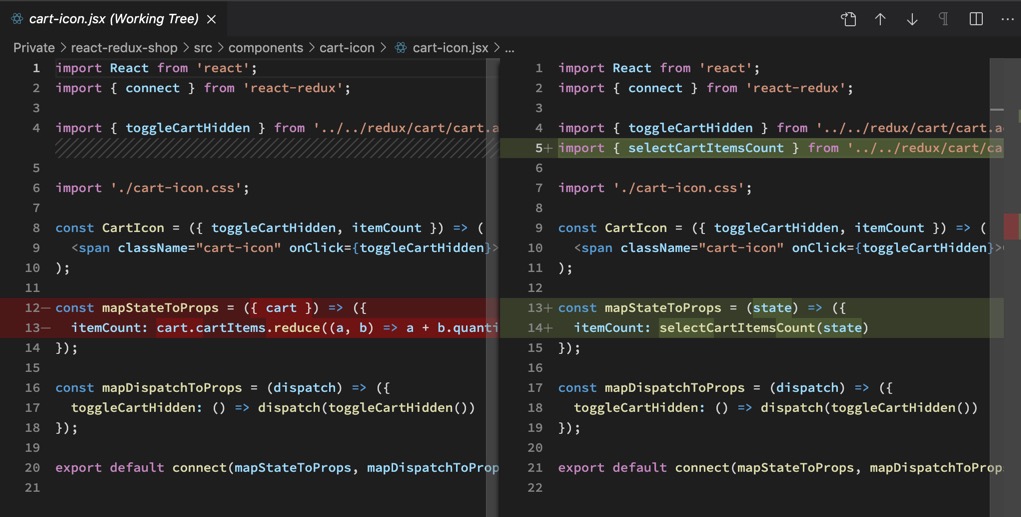 cart-icon.jsx (Working Tree)
Private > react-redux-shop > src > components > cart-icon > cart-icon.jsx > ...
1 import React from 'react';
2 import { connect } from 'react-redux';
3
4 import { toggleCartHidden } from '../../redux/cart/cart.a
5
6 import './cart-icon.css';
7
8 const CartIcon = ({ toggleCartHidden, itemCount }) => (
9 <span className="cart-icon" onClick={toggleCartHidden}>
10 );
11
12— const mapStateToProps = ({ cart }) => ({
13— itemCount: cart.cartItems.reduce((a, b) => a + b.quanti
14 });
15
16 const mapDispatchToProps = (dispatch) => ({
17 toggleCartHidden: () => dispatch(toggleCartHidden())
18 });
19
20 export default connect(mapStateToProps, mapDispatchToProp
21
1 import React from 'react';
2 import { connect } from 'react-redux';
3
4 import { toggleCartHidden } from '../../redux/cart/cart.a
5+ import { selectCartItemsCount } from '../../redux/cart/ca
6
7 import './cart-icon.css';
8
9 const CartIcon = ({ toggleCartHidden, itemCount }) => (
10 <span className="cart-icon" onClick={toggleCartHidden}>
11 );
12
13+ const mapStateToProps = (state) => ({
14+ itemCount: selectCartItemsCount(state)
15 });
16
17 const mapDispatchToProps = (dispatch) => ({
18 toggleCartHidden: () => dispatch(toggleCartHidden())
19 });
20
21 export default connect(mapStateToProps, mapDispatchToProp
22